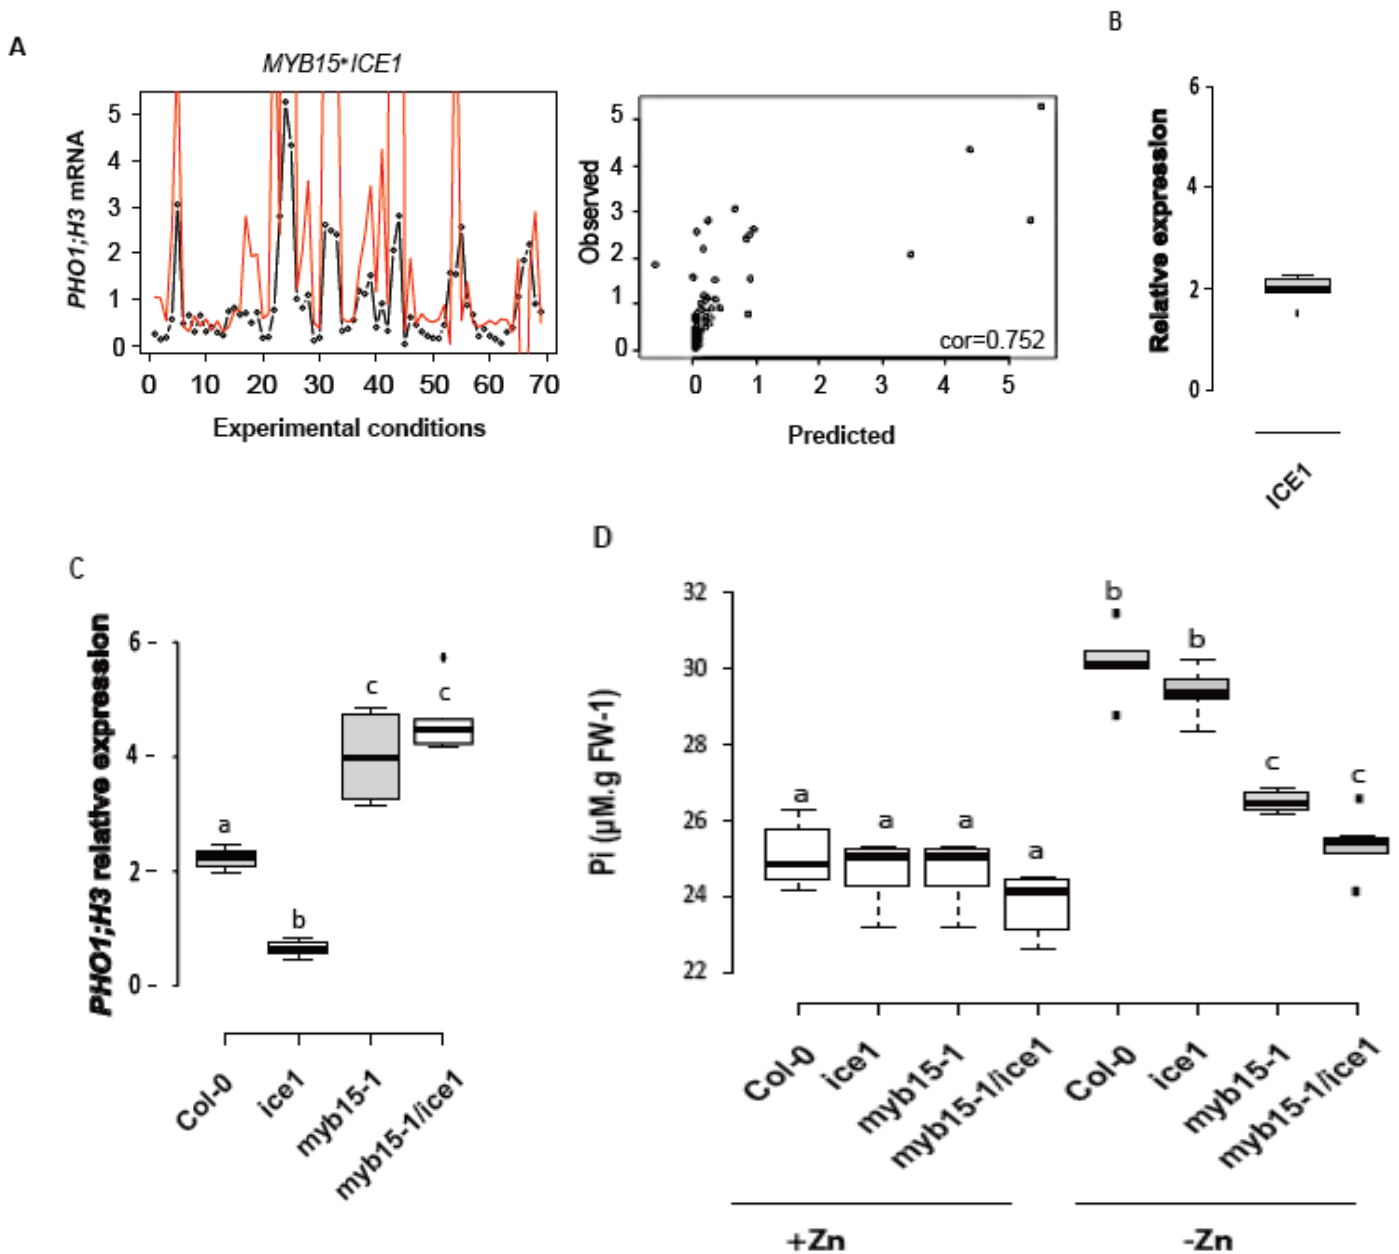 A
MYB15*ICE1
PHO1;H3 mRNA
5
4
3
2
1
0
0 10 20 30 40 50 60 70
Experimental conditions
Observed
5
4
3
2
1
0
cor=0.752
0 1 2 3 4 5
Predicted
B
Relative expression
6
4
2
0
ICE1
C
PHO1;H3 relative expression
6
4
2
0
a
b
c
c
Col-0
ice1
myb15-1
myb15-1/ice1
D
Pi (µM.g FW-1)
32
30
28
26
24
22
a
a
a
a
b
b
c
c
Col-0
ice1
myb15-1
myb15-1/ice1
Col-0
ice1
myb15-1
myb15-1/ice1
+Zn
-Zn